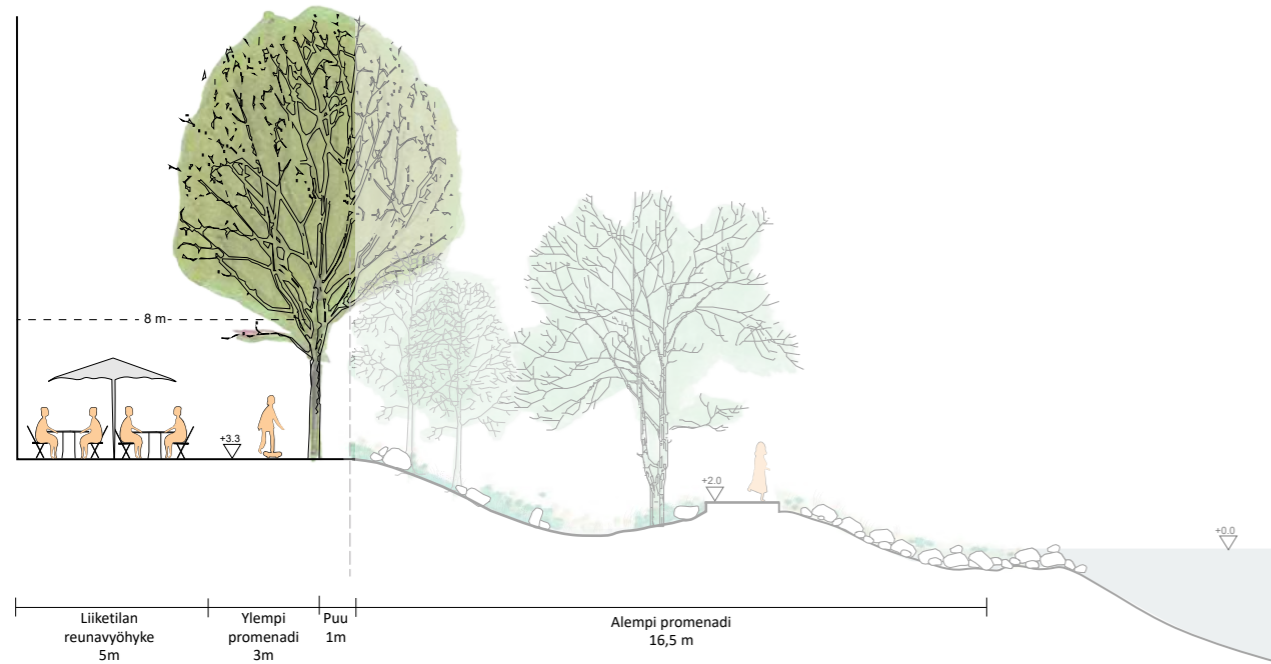 8 m
+3.3
+2.0
+0.0
Liiketilan
reunavyöhyke
5m
Ylempi
promenadi
3m
Puu
1m
Alempi promenadi
16,5 m